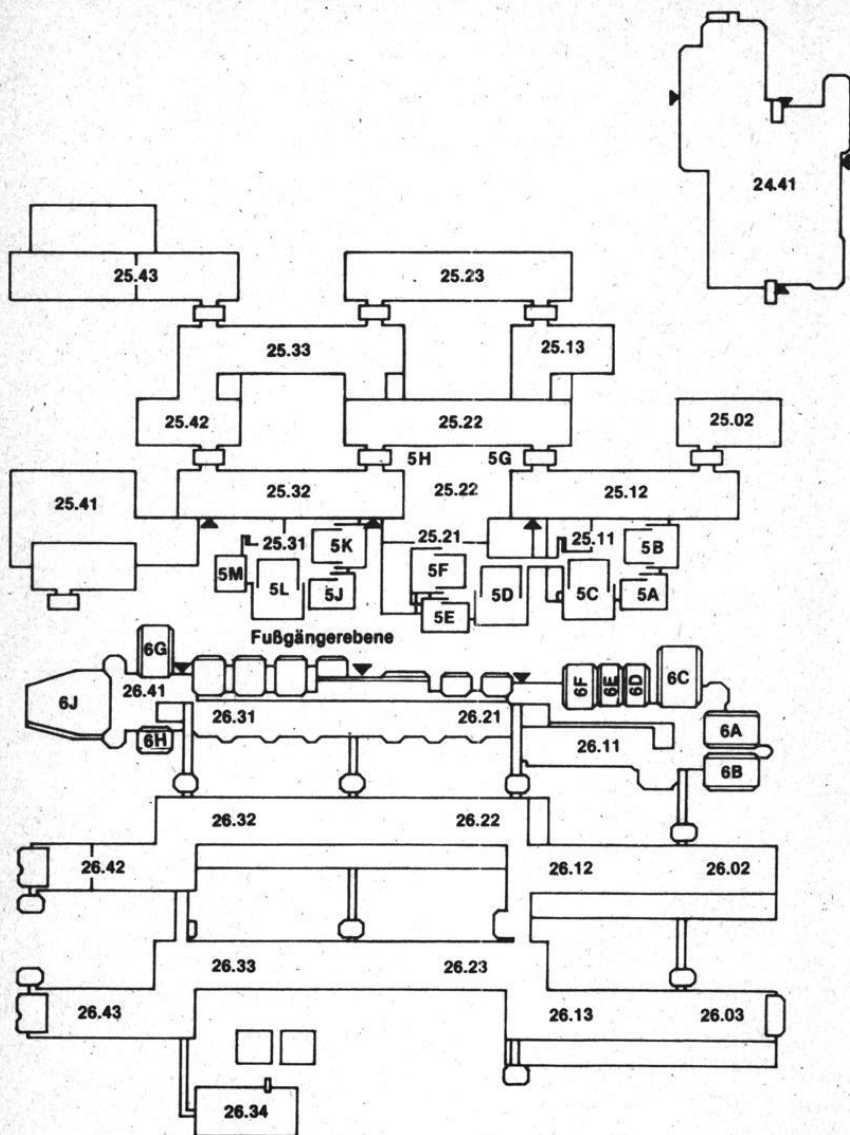 24.41
25.43
25.23
25.33
25.13
25.42
25.22
25.02
5H
5G
25.41
25.32
25.22
25.12
25.31
5K
25.21
25.11
5B
5M
5L
5J
5F
5E
5D
5C
5A
Fußgängerebene
6G
6J
26.41
6H
26.31
26.21
6F
6E
6D
6C
6A
6B
26.11
26.32
26.22
26.42
26.12
26.02
26.33
26.23
26.43
26.13
26.03
26.34